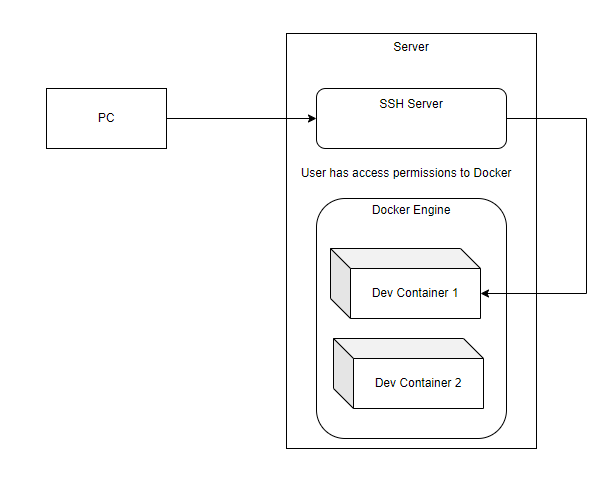 Server
PC
SSH Server
User has access permissions to Docker
Docker Engine
Dev Container 1
Dev Container 2